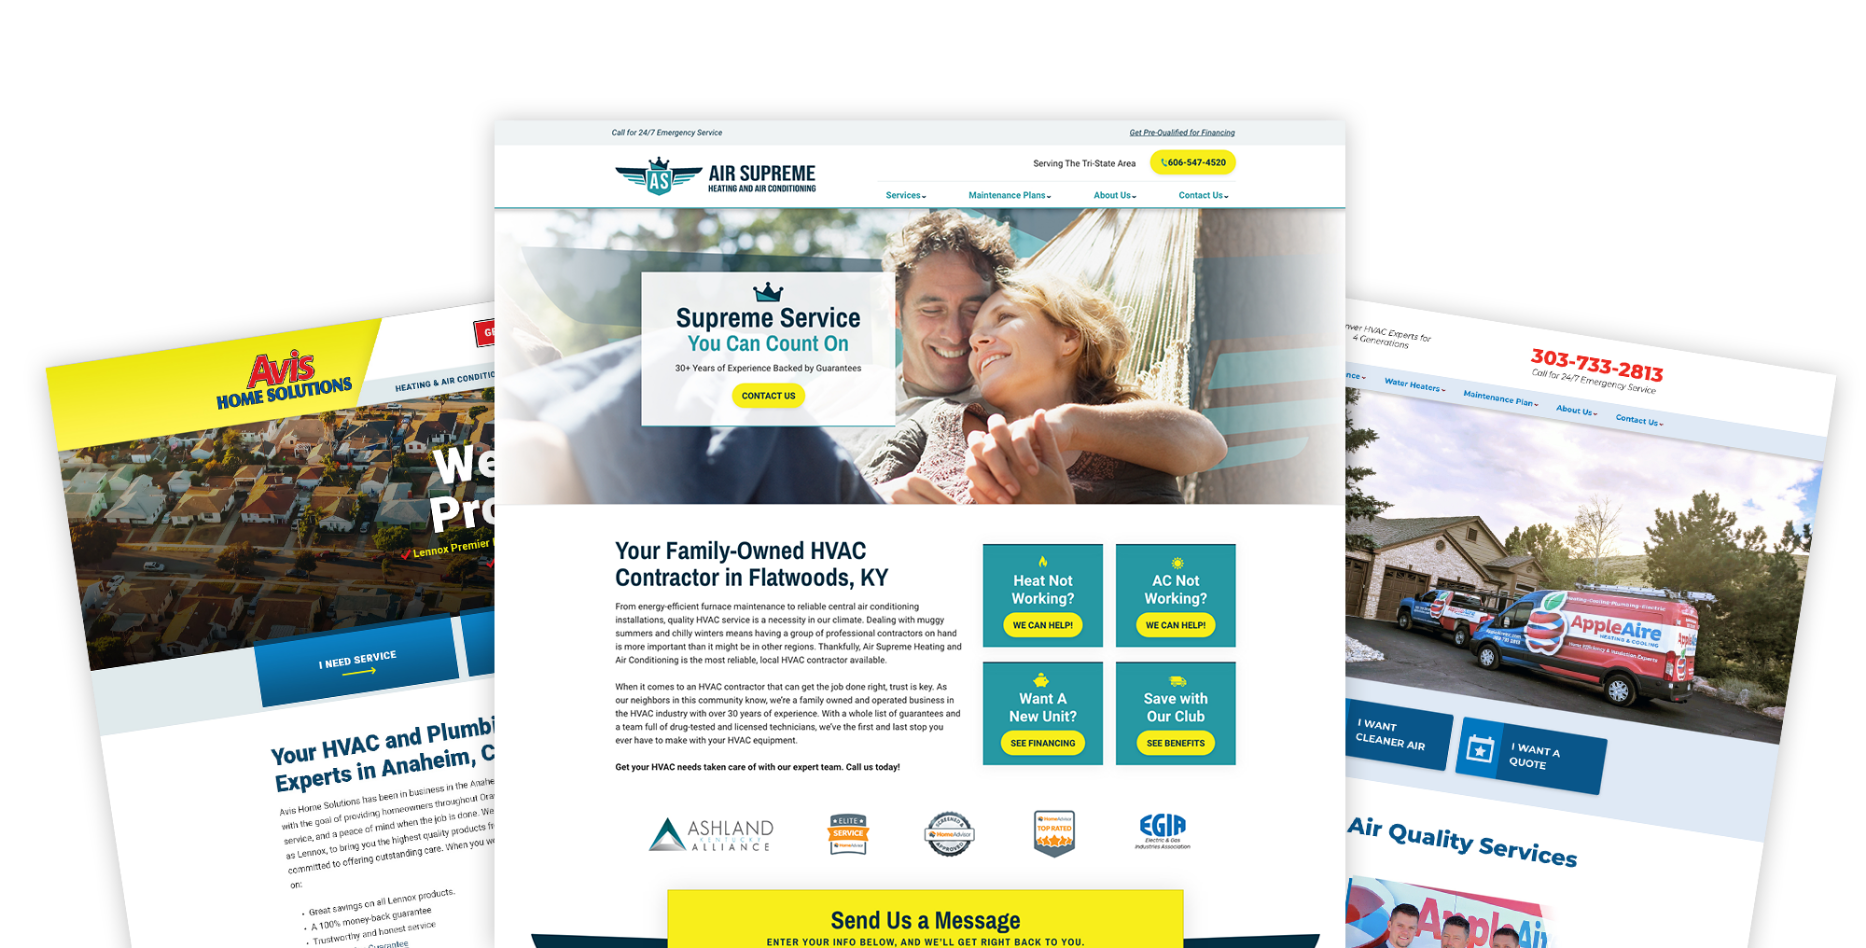 Call for 24/7 Emergency Service
Get Pre-Qualified for Financing
AS
AIR SUPREME
HEATING AND AIR CONDITIONING
Serving The Tri-State Area
606-547-4520
Services
Maintenance Plans
About Us
Contact Us
Supreme Service
You Can Count On
30+ Years of Experience Backed by Guarantees
CONTACT US
Your Family-Owned HVAC
Contractor in Flatwoods, KY
From energy-efficient furnace maintenance to reliable central air conditioning
installations, quality HVAC service is a necessity in our climate. Dealing with muggy
summers and chilly winters means having a group of professional contractors on hand
is more important than it might be in other regions. Thankfully, Air Supreme Heating and
Air Conditioning is the most reliable, local HVAC contractor available.
When it comes to an HVAC contractor that can get the job done right, trust is key. As
our neighbors in this community know, we're a family owned and operated business in
the HVAC industry with over 30 years of experience. With a whole list of guarantees and
a team full of drug-tested and licensed technicians, we've the first and last stop you
ever have to make with your HVAC equipment.
Get your HVAC needs taken care of with our expert team. Call us today!
Heat Not
Working?
WE CAN HELP!
AC Not
Working?
WE CAN HELP!
Want A
New Unit?
SEE FINANCING
Save with
Our Club
SEE BENEFITS
ASHLAND
KENTUCKY
ALLIANCE
ELITE
SERVICE
HomeAdvisor
SCREENED &
HomeAdvisor
APPROVED
HomeAdvisor
TOP RATED
EGIA
Electric & Gas
Industries Association
Send Us a Message
ENTER YOUR INFO BELOW, AND WE'LL GET RIGHT BACK TO YOU.
Avis
HOME SOLUTIONS
GE
HEATING & AIR CONDITIO
We
Pro
Lennox Premier
I NEED SERVICE
Your HVAC and Plumbi
Experts in Anaheim, C
Avis Home Solutions has been in business in the Anahe
with the goal of providing homeowners throughout Ora
service, and a peace of mind when the job is done. We
as Lennox, to bring you the highest quality products fr
committed to offering outstanding care. When you w
on:
• Great savings on all Lennox products.
• A 100% money-back guarantee
• Trustworthy and honest service
Guarantee
nver HVAC Experts for
4 Generations
303-733-2813
Call for 24/7 Emergency Service
nce
Water Heaters
Maintenance Plan
About Us
Contact Us
Heating-Cooling-Plumbing-Electric
AppleAire
HEATING & COOLING
Home Efficiency & Insulation Experts
I WANT
CLEANER AIR
I WANT A
QUOTE
Air Quality Services
AppleAi